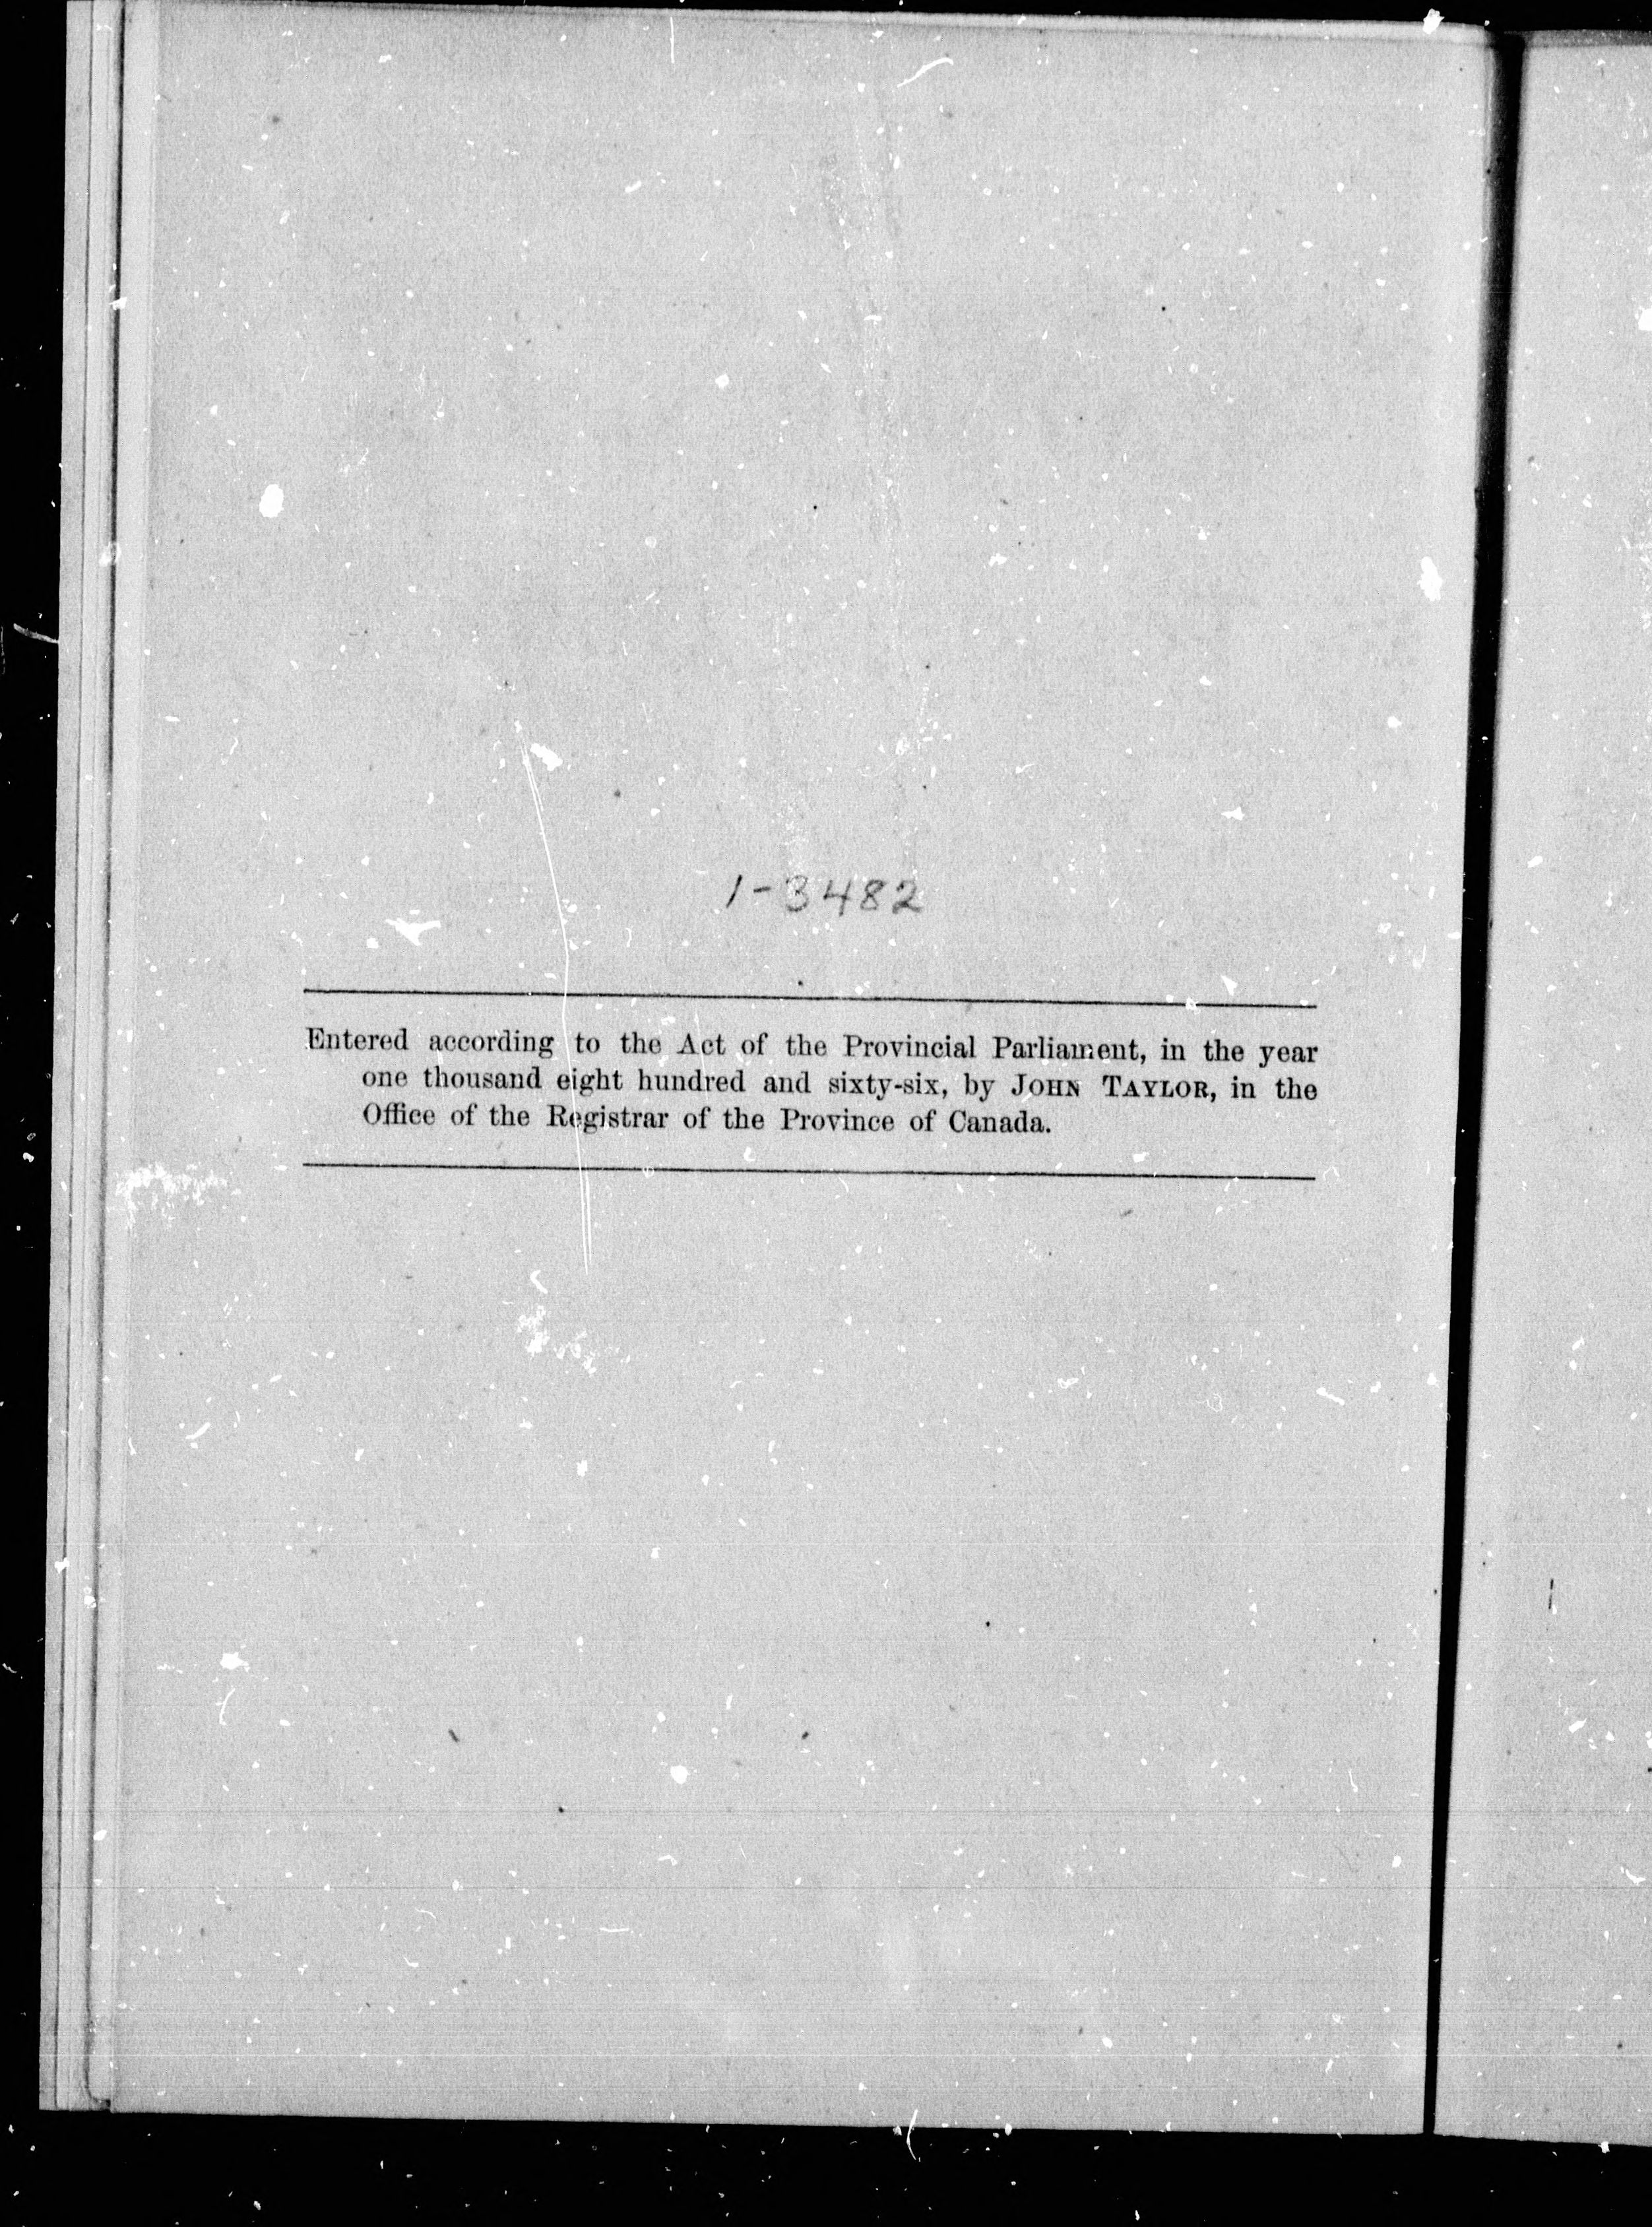 1-3482
Entered according to the Act of the Provincial Parliament, in the year
one thousand eight hundred and sixty-six, by JOHN TAYLOR, in the
Office of the Registrar of the Province of Canada.